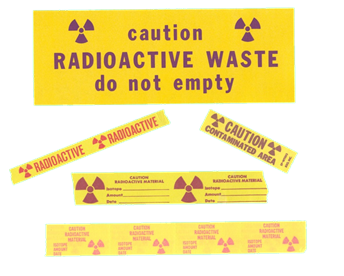 caution
RADIOACTIVE WASTE
do not empty
RADIOACTIVE RADIOACTIVE
CAUTION
CONTAMINATED AREA
CAUTION CAUTION
RADIOACTIVE MATERIAL RADIOACTIVE MATERIAL
Isotope Isotope
Amount Amount
Date Date
CAUTION CAUTION CAUTION CAUTION
RADIOACTIVE RADIOACTIVE RADIOACTIVE RADIOACTIVE
MATERIAL MATERIAL MATERIAL MATERIAL
ISOTOPE ISOTOPE ISOTOPE ISOTOPE
AMOUNT AMOUNT AMOUNT AMOUNT
DATE DATE DATE DATE